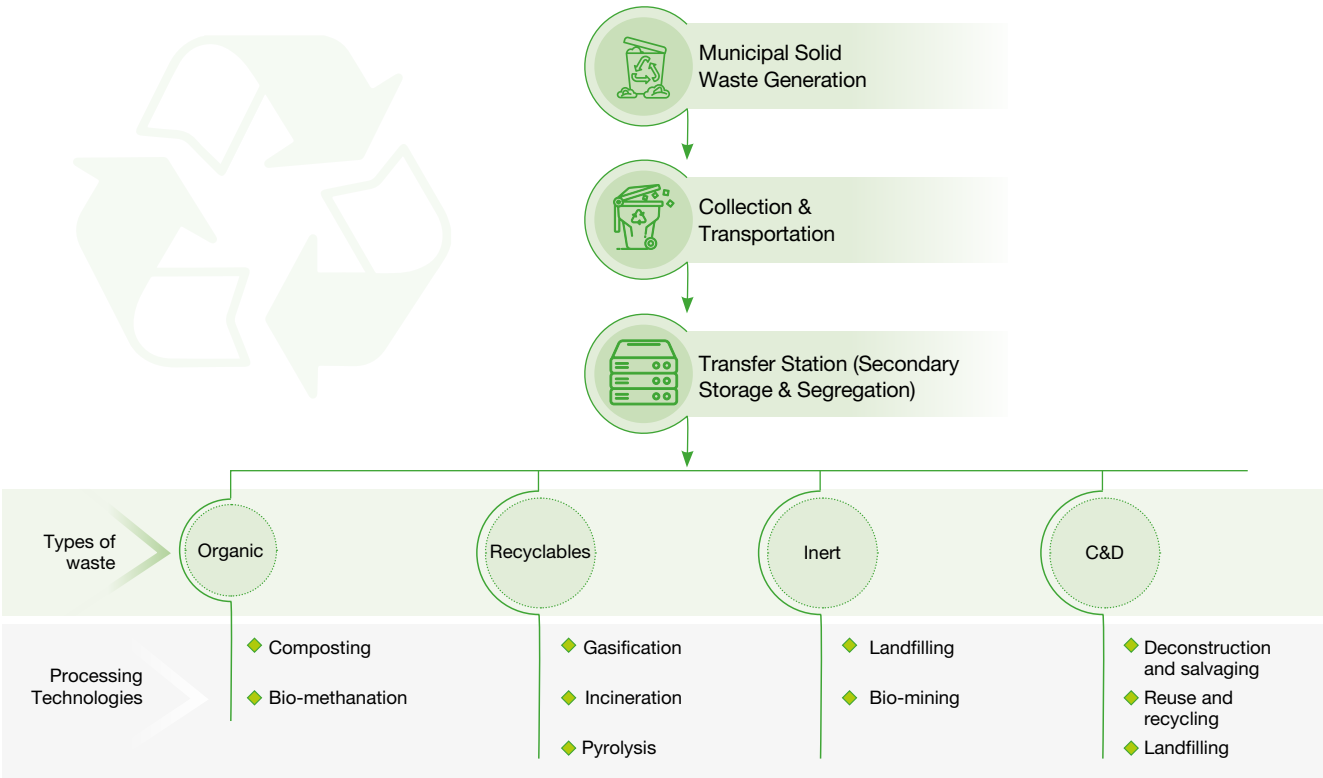 Municipal Solid
Waste Generation
Collection &
Transportation
Transfer Station (Secondary
Storage & Segregation)
Types of
waste
Organic
Recyclables
Inert
C&D
Processing
Technologies
Composting
Bio-methanation
Gasification
Incineration
Pyrolysis
Landfilling
Bio-mining
Deconstruction
and salvaging
Reuse and
recycling
Landfilling